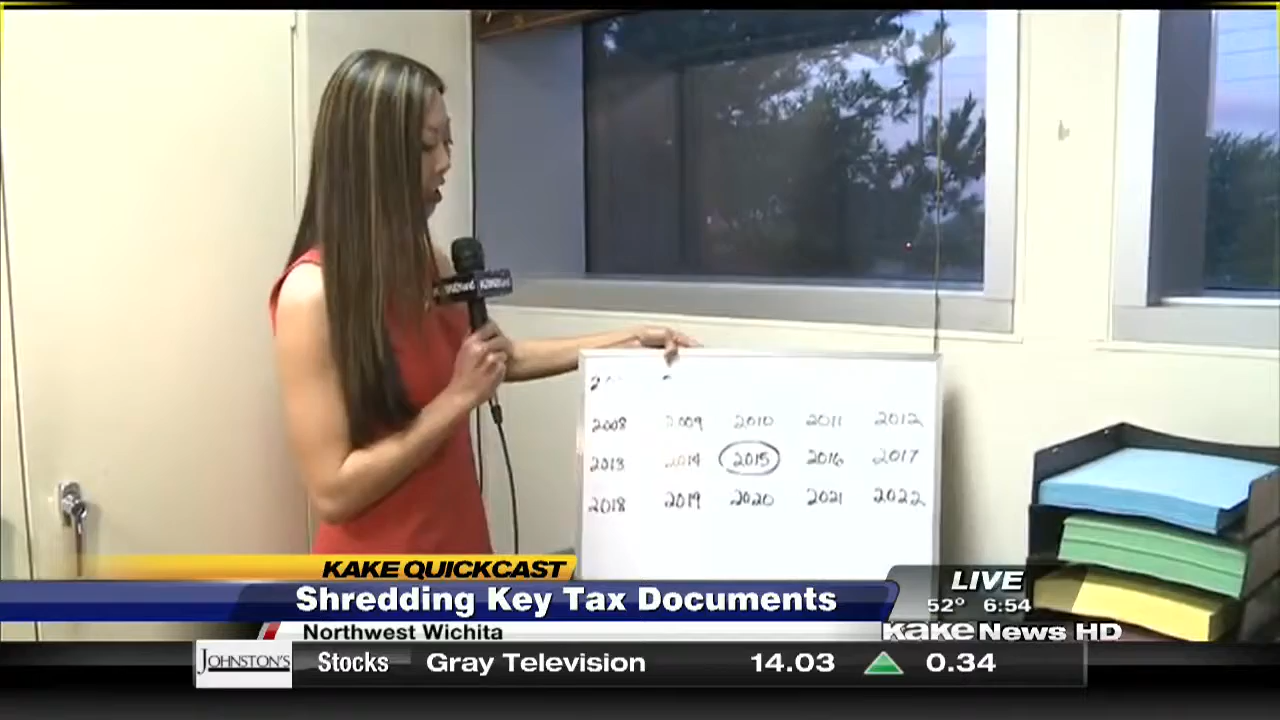 2008 2009 2010 2011 2012
2013 2014 2015 2016 2017
2018 2019 2020 2021 2022
KAKE QUICKCAST
Shredding Key Tax Documents
Northwest Wichita
LIVE
52° 6:54
KAKE NEWS HD
JOHNSTON'S Stocks Gray Television 14.03 0.34